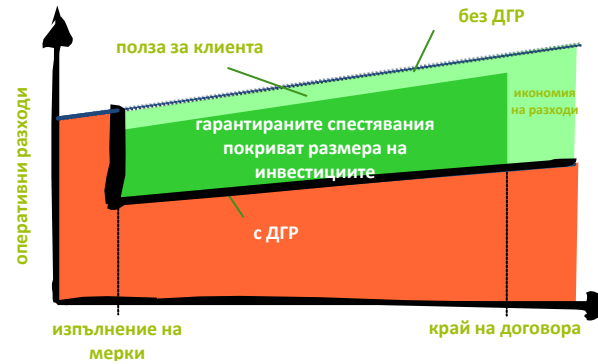 без ДГР
полза за клиента
икономия
на разходи
гарантираните спестявания
покриват размера на
инвестициите
с ДГР
оперативни разходи
изпълнение на
мерки
край на договора